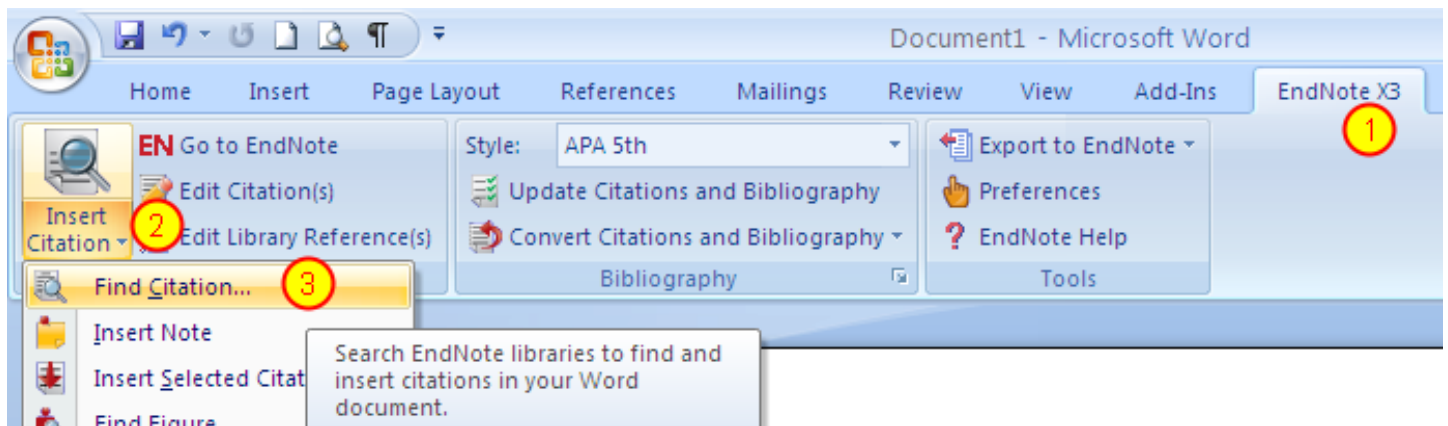 Document1 - Microsoft Word
Home Insert Page Layout References Mailings Review View Add-Ins EndNote X3
1
EN Go to EndNote Style: APA 5th Export to EndNote
Edit Citation(s) Update Citations and Bibliography Preferences
Insert
Citation 2 Edit Library Reference(s) Convert Citations and Bibliography ? EndNote Help
Bibliography Tools
Find Citation... 3
Insert Note
Insert Selected Citat
Search EndNote libraries to find and
insert citations in your Word
document.
Find Figure